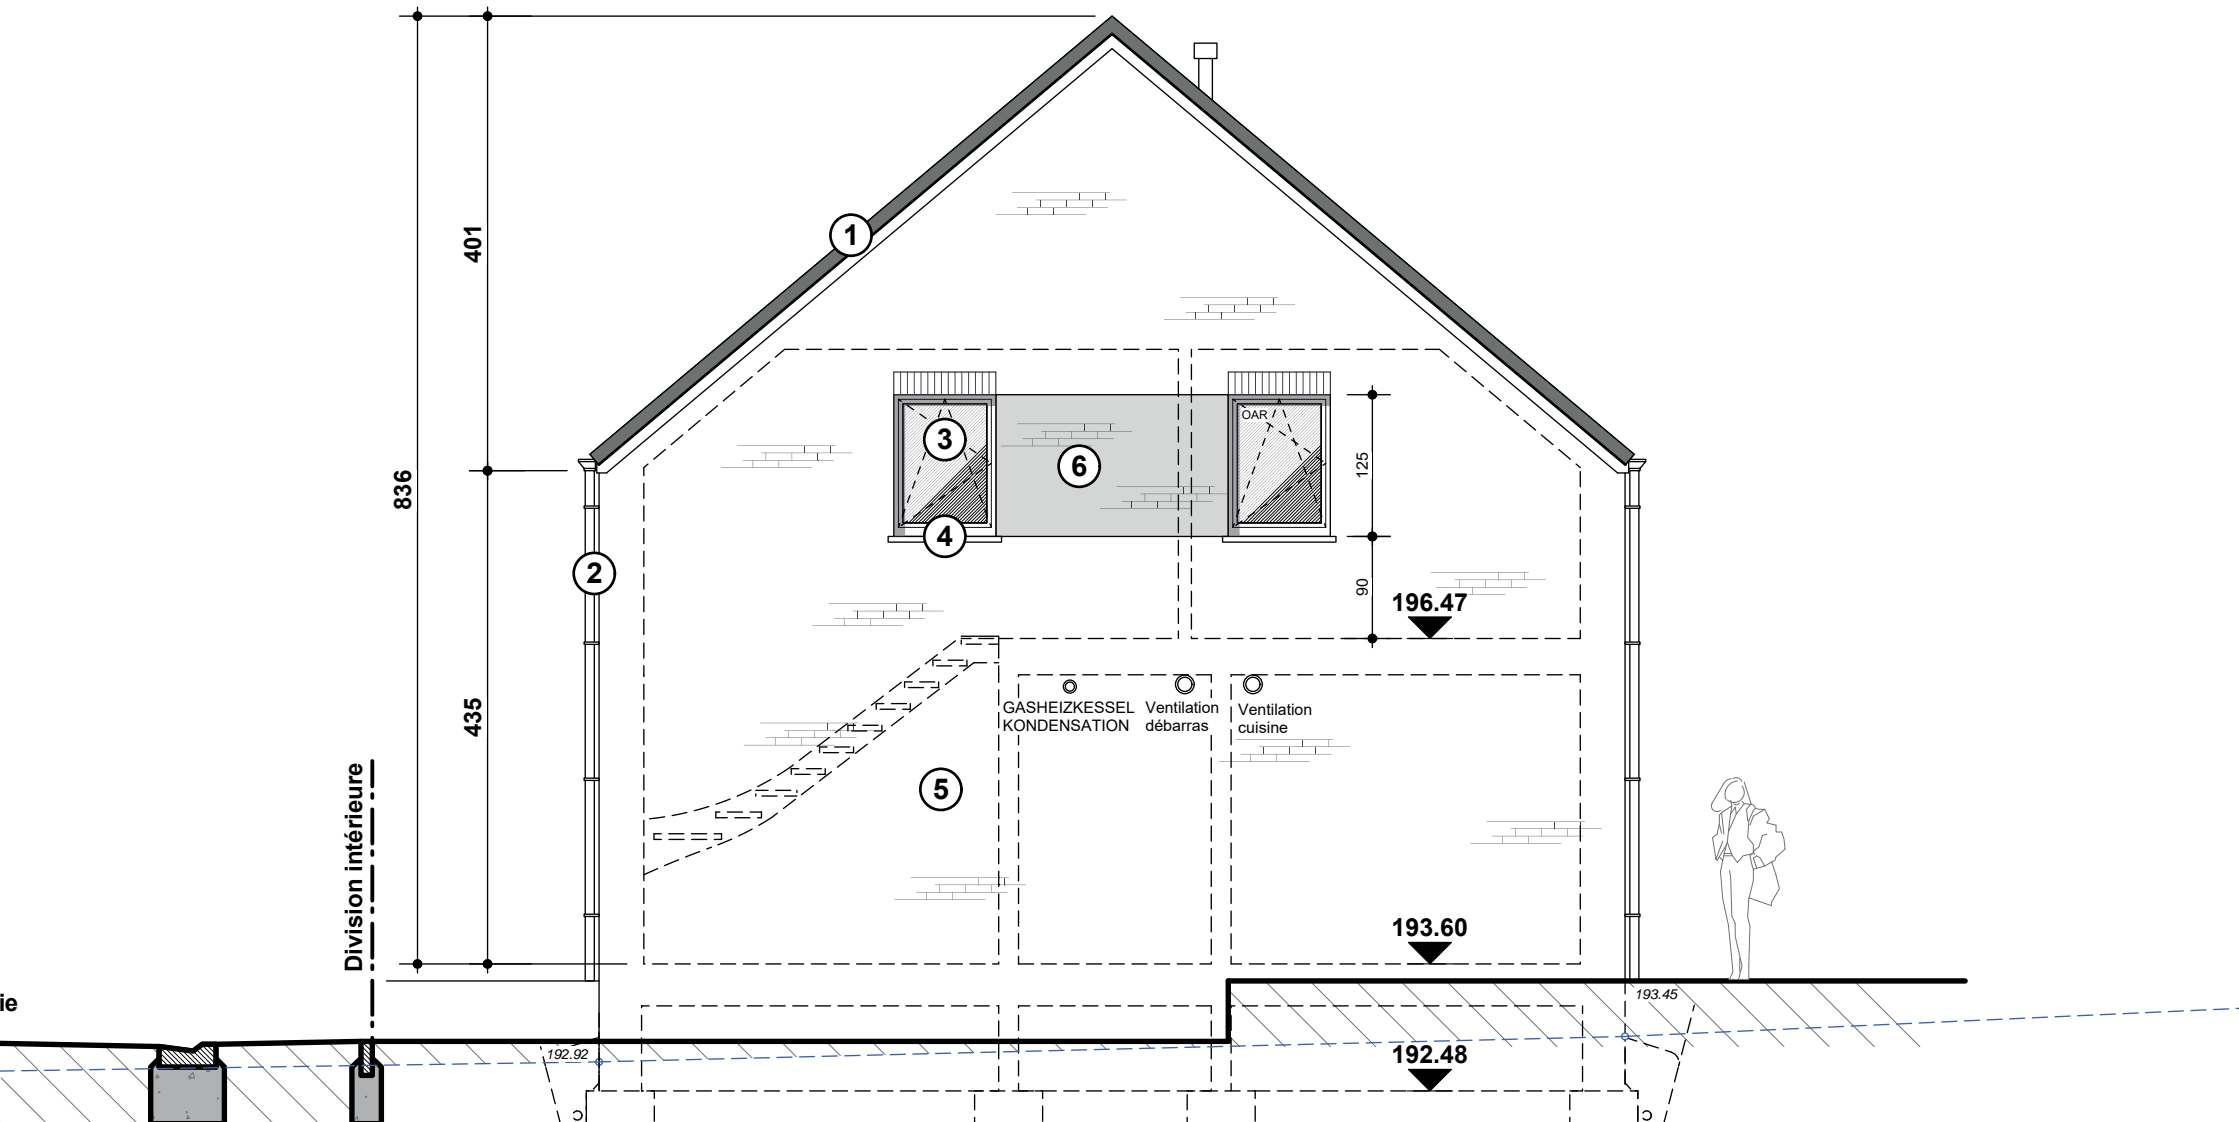 401
836
435
1
2
3
4
5
6
OAR
125
90
196.47
GASHEIZKESSEL
KONDENSATION
Ventilation
débarras
Ventilation
cuisine
Division intérieure
193.60
193.45
ie
192.92
192.48